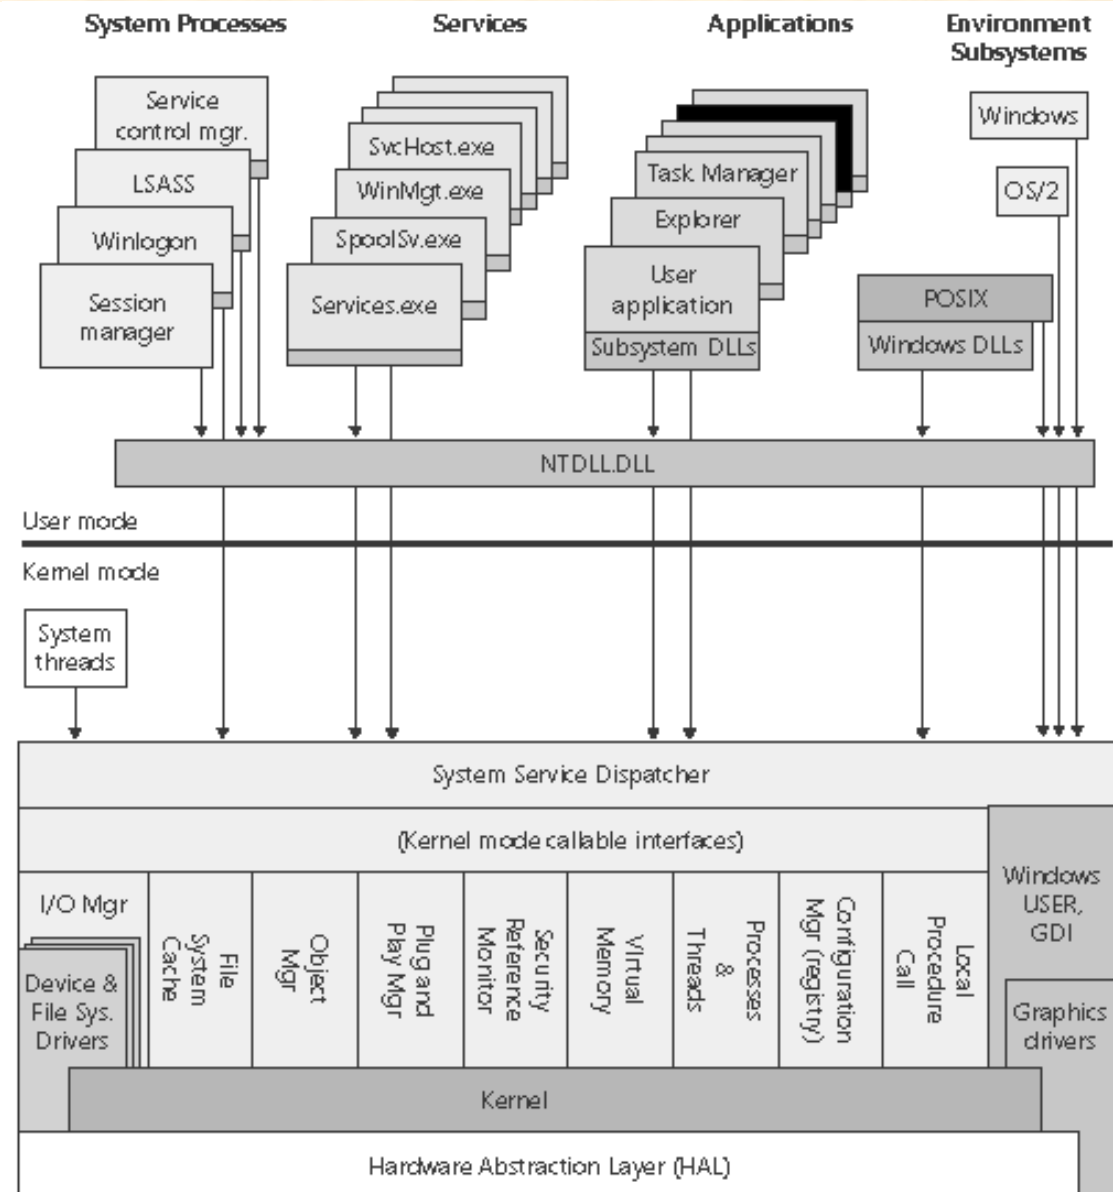 System Processes
Services
Applications
Environment
Subsystems
Service
control mgr.
LSASS
Winlogon
Session
manager
SvcHost.exe
WinMgt.exe
SpoolSv.exe
Services.exe
Task Manager
Explorer
User
application
Subsystem DLLs
Windows
OS/2
POSIX
Windows DLLs
NTDLL.DLL
User mode
Kernel mode
System
threads
System Service Dispatcher
(Kernel mode callable interfaces)
I/O Mgr
Device &
File Sys.
Drivers
File
System
Cache
Object
Mgr
Plug and
Play Mgr
Security
Reference
Monitor
Virtual
Memory
Processes
&
Threads
Configuration
Mgr (registry)
Local
Procedure
Call
Windows
USER,
GDI
Graphics
drivers
Kernel
Hardware Abstraction Layer (HAL)